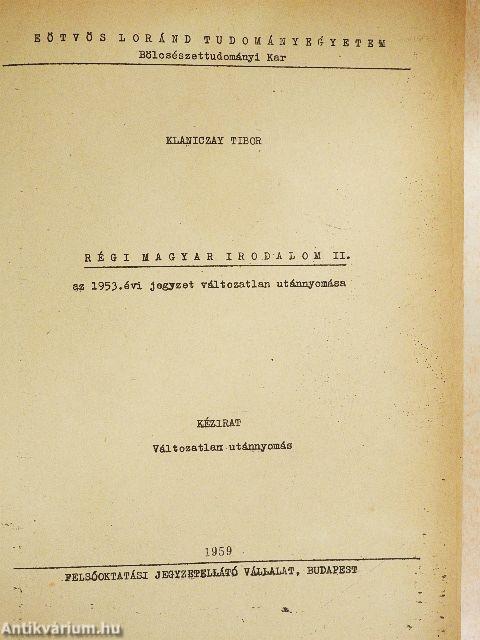 EÖTVÖS LORÁND TUDOMÁNYEGYETEM
Bölcsészettudományi Kar
KLANICZAY TIBOR
RÉGI MAGYAR IRODALOM II.
az 1953.évi jegyzet változatlan utánnyomása
KÉZIRAT
Változatlan utánnyomás
1959
FELSŐOKTATÁSI JEGYZETELLÁTÓ VÁLLALAT, BUDAPEST
Antikvárium.hu